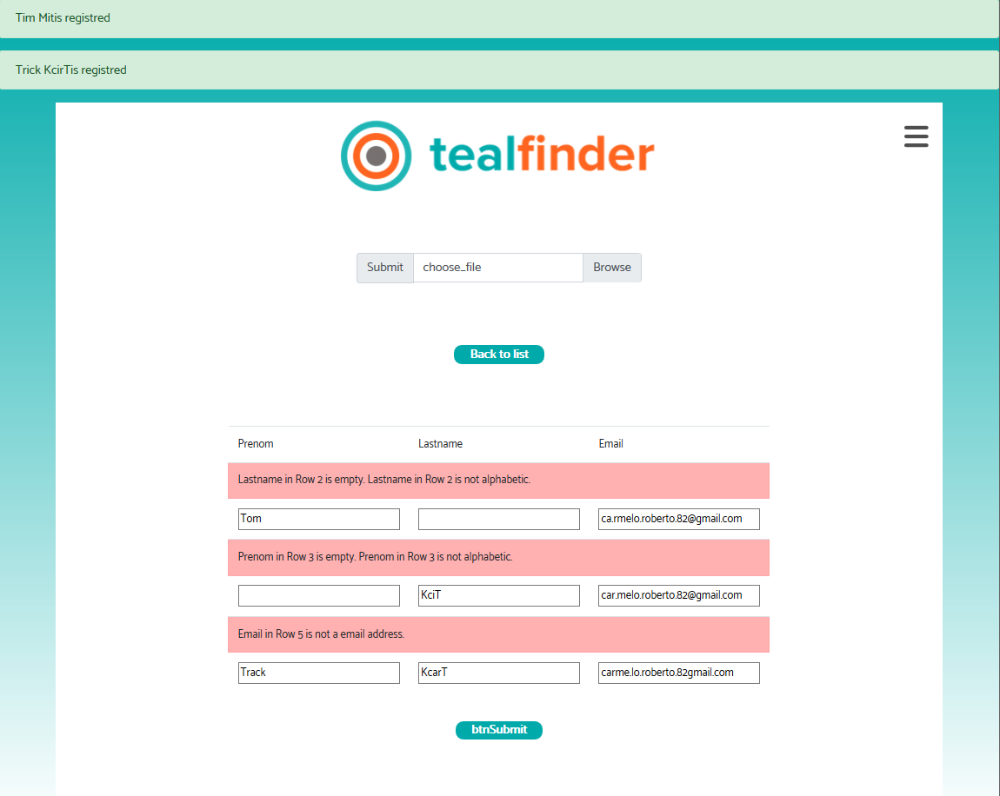 Tim Mitis registred
Trick KcirTis registred
tealfinder
Submit choose_file Browse
Back to list
Prenom Lastname Email
Lastname in Row 2 is empty. Lastname in Row 2 is not alphabetic.
Tom ca.rmelo.roberto.82@gmail.com
Prenom in Row 3 is empty. Prenom in Row 3 is not alphabetic.
KciT car.melo.roberto.82@gmail.com
Email in Row 5 is not a email address.
Track KcarT carme.lo.roberto.82gmail.com
btnSubmit